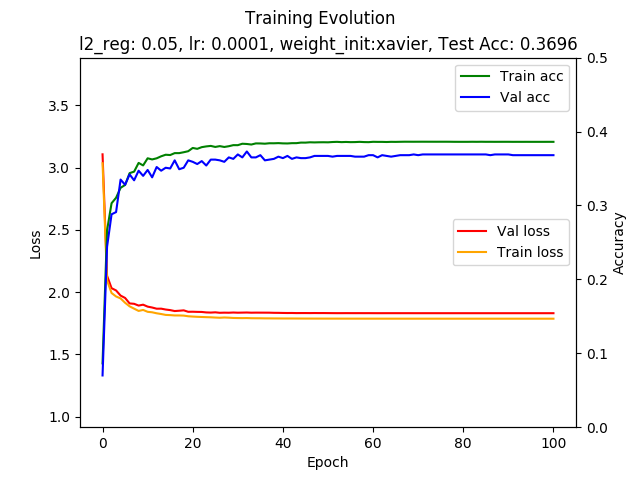 Training Evolution
l2_reg: 0.05, lr: 0.0001, weight_init:xavier, Test Acc: 0.3696
Train acc
Val acc
Val loss
Train loss
Loss
3.5
3.0
2.5
2.0
1.5
1.0
Accuracy
0.5
0.4
0.3
0.2
0.1
0.0
0 20 40 60 80 100
Epoch